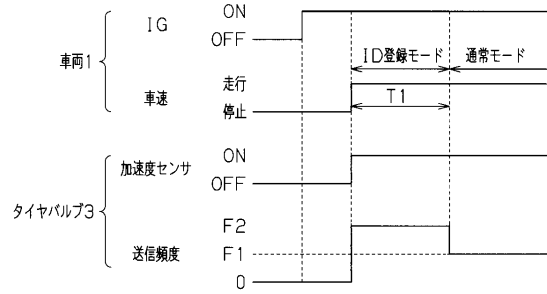 車両1
IG
ON
OFF
ID登録モード
通常モード
車速
走行
停止
T1
タイヤバルブ3
加速度センサ
ON
OFF
送信頻度
F2
F1
0